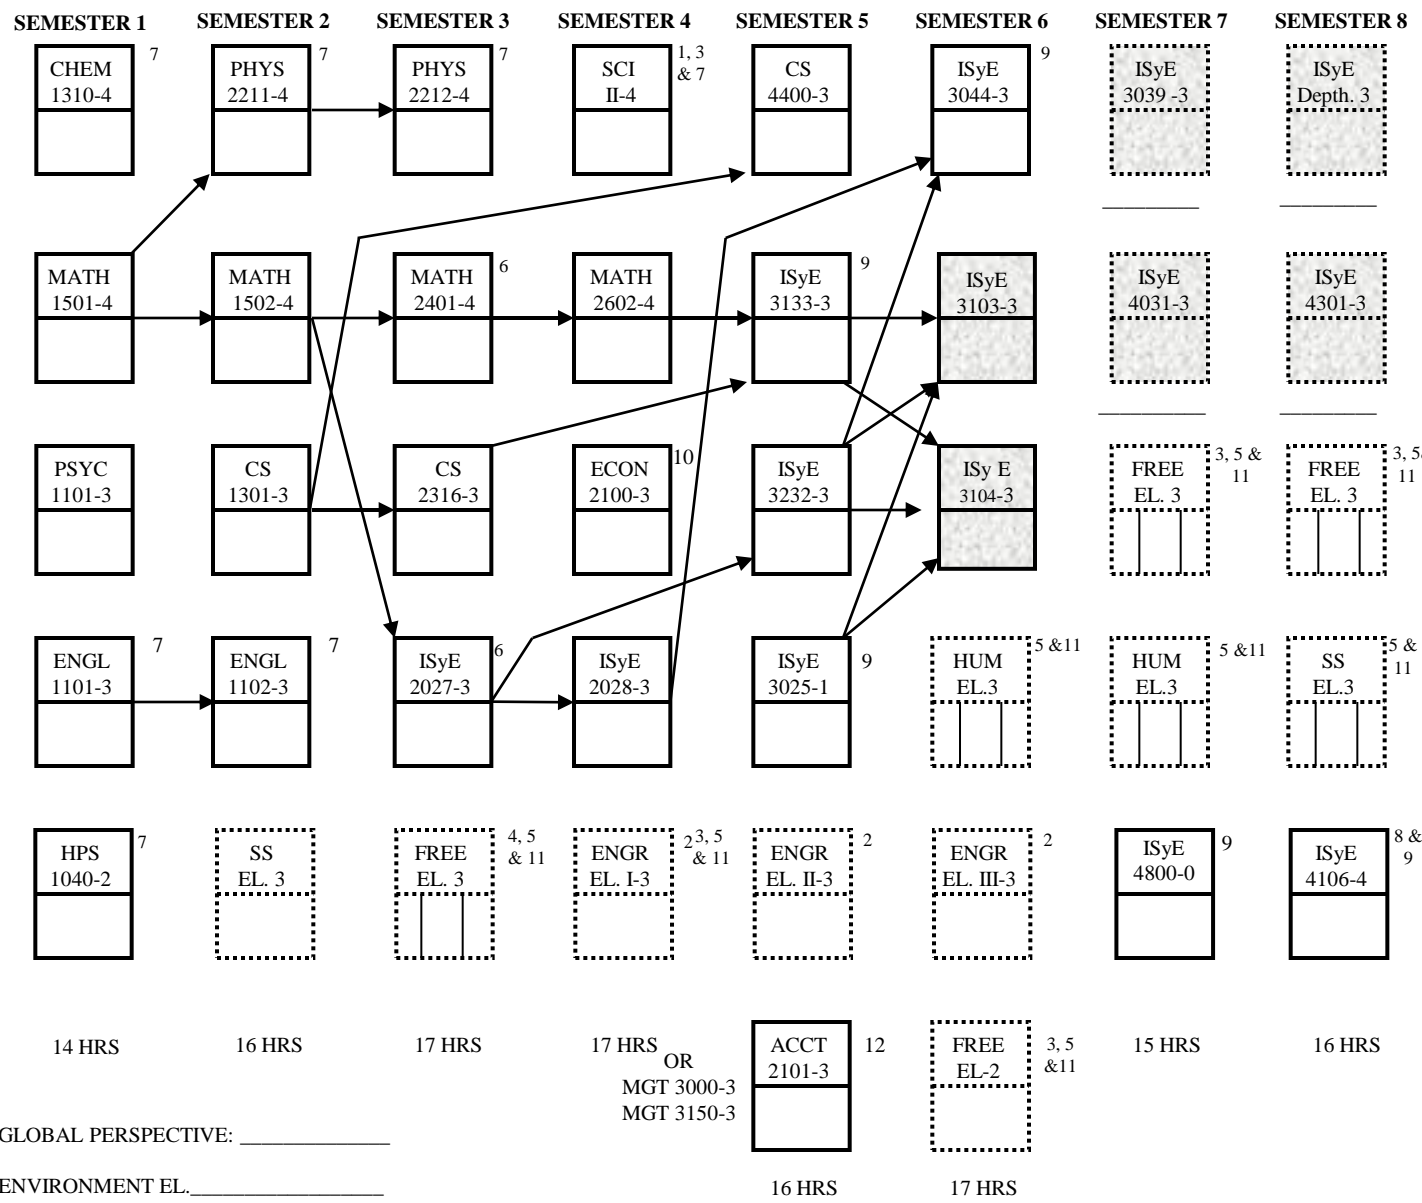 SEMESTER 1
SEMESTER 2
SEMESTER 3
SEMESTER 4
SEMESTER 5
SEMESTER 6
SEMESTER 7
SEMESTER 8
CHEM
1310-4
7
PHYS
2211-4
7
PHYS
2212-4
7
SCI
II-4
1, 3
& 7
CS
4400-3
ISyE
3044-3
9
ISyE
3039 -3
ISyE
Depth. 3
MATH
1501-4
MATH
1502-4
MATH
2401-4
6
MATH
2602-4
ISyE
3133-3
9
ISyE
3103-3
ISyE
4031-3
ISyE
4301-3
PSYC
1101-3
CS
1301-3
CS
2316-3
ECON
2100-3
10
ISyE
3232-3
ISy E
3104-3
FREE
EL. 3
3, 5 &
11
FREE
EL. 3
3, 5&
11
ENGL
1101-3
7
ENGL
1102-3
7
ISyE
2027-3
6
ISyE
2028-3
ISyE
3025-1
9
HUM
EL.3
5 &11
HUM
EL.3
5 &11
SS
EL.3
5 &
11
HPS
1040-2
7
SS
EL. 3
FREE
EL. 3
4, 5
& 11
ENGR
EL. I-3
2
3, 5
& 11
ENGR
EL. II-3
2
ENGR
EL. III-3
2
ISyE
4800-0
9
ISyE
4106-4
8 &
9
14 HRS
16 HRS
17 HRS
17 HRS
OR
MGT 3000-3
MGT 3150-3
ACCT
2101-3
12
FREE
EL-2
3, 5
&11
15 HRS
16 HRS
GLOBAL PERSPECTIVE: ______________
ENVIRONMENT EL.__________________
16 HRS
17 HRS